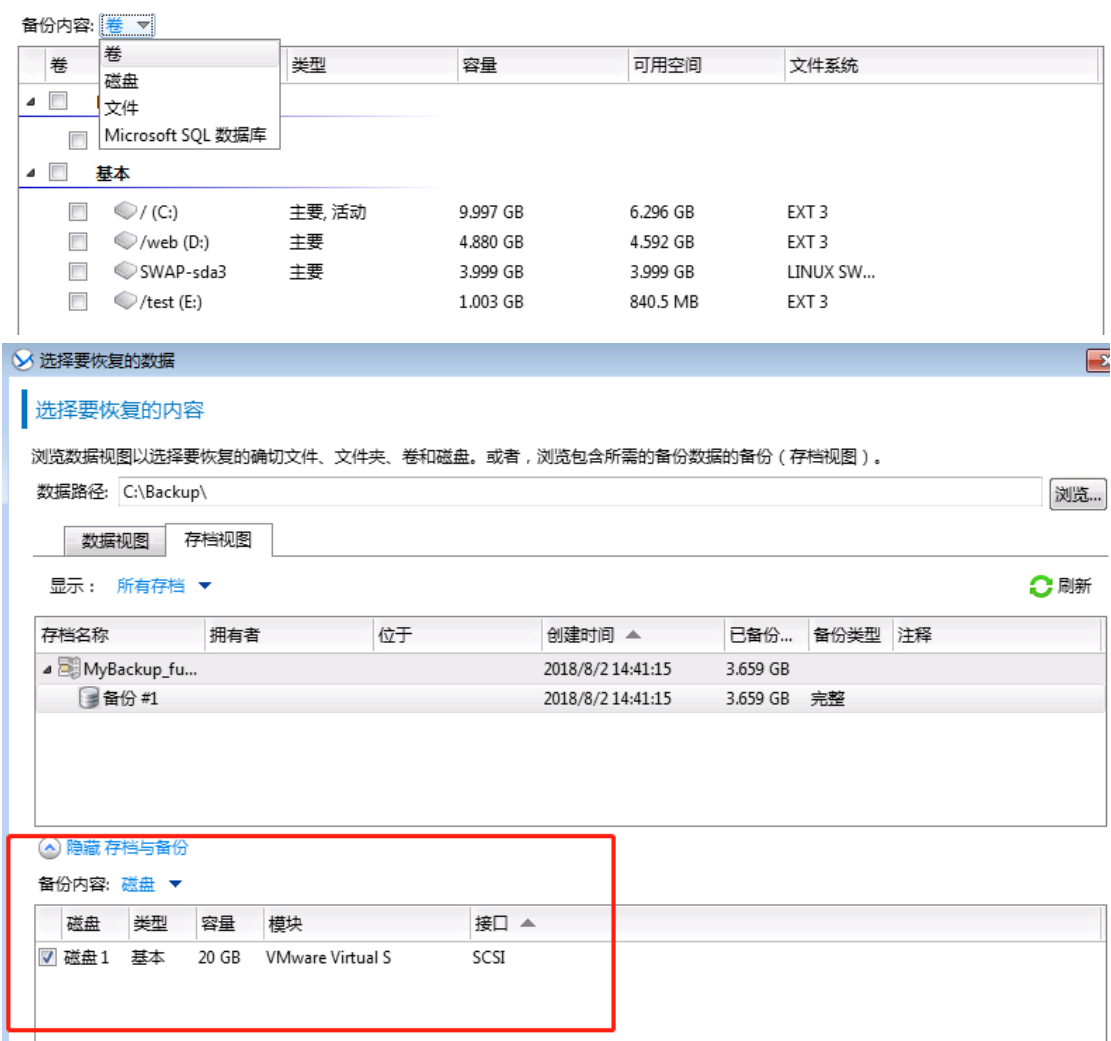 备份内容: 卷
卷 类型 容量 可用空间 文件系统
卷
磁盘
文件
Microsoft SQL 数据库
基本
/ (C:) 主要, 活动 9.997 GB 6.296 GB EXT 3
/web (D:) 主要 4.880 GB 4.592 GB EXT 3
SWAP-sda3 主要 3.999 GB 3.999 GB LINUX SW...
/test (E:) 1.003 GB 840.5 MB EXT 3
选择要恢复的数据
选择要恢复的内容
浏览数据视图以选择要恢复的确切文件、文件夹、卷和磁盘。或者，浏览包含所需的备份数据的备份（存档视图）。
数据路径: C:\Backup\ 浏览...
数据视图 存档视图
显示： 所有存档 刷新
存档名称 拥有者 位于 创建时间 已备份... 备份类型 注释
MyBackup_fu... 2018/8/2 14:41:15 3.659 GB
备份 #1 2018/8/2 14:41:15 3.659 GB 完整
隐藏 存档与备份
备份内容: 磁盘
磁盘 类型 容量 模块 接口
磁盘 1 基本 20 GB VMware Virtual S SCSI